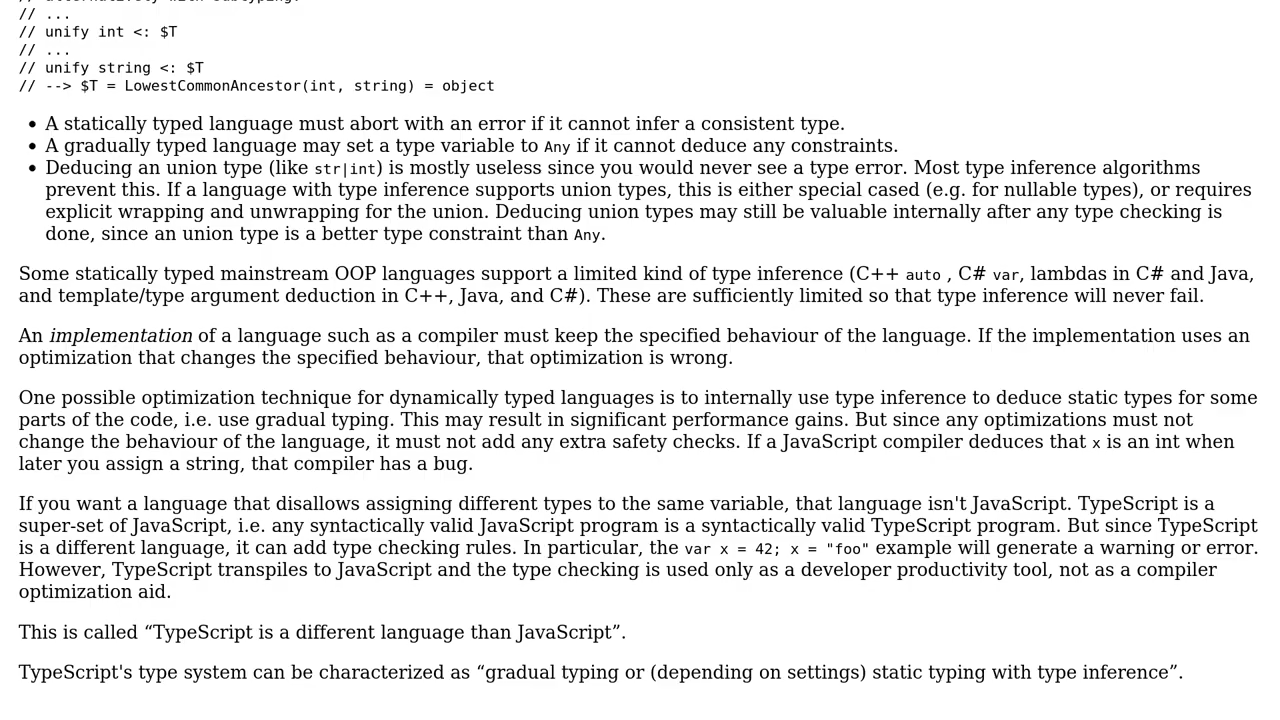 // ...
// unify int <: $T
// ...
// unify string <: $T
// --> $T = LowestCommonAncestor(int, string) = object
• A statically typed language must abort with an error if it cannot infer a consistent type.
• A gradually typed language may set a type variable to Any if it cannot deduce any constraints.
• Deducing an union type (like str|int) is mostly useless since you would never see a type error. Most type inference algorithms
prevent this. If a language with type inference supports union types, this is either special cased (e.g. for nullable types), or requires
explicit wrapping and unwrapping for the union. Deducing union types may still be valuable internally after any type checking is
done, since an union type is a better type constraint than Any.
Some statically typed mainstream OOP languages support a limited kind of type inference (C++ auto , C# var, lambdas in C# and Java,
and template/type argument deduction in C++, Java, and C#). These are sufficiently limited so that type inference will never fail.
An implementation of a language such as a compiler must keep the specified behaviour of the language. If the implementation uses an
optimization that changes the specified behaviour, that optimization is wrong.
One possible optimization technique for dynamically typed languages is to internally use type inference to deduce static types for some
parts of the code, i.e. use gradual typing. This may result in significant performance gains. But since any optimizations must not
change the behaviour of the language, it must not add any extra safety checks. If a JavaScript compiler deduces that x is an int when
later you assign a string, that compiler has a bug.
If you want a language that disallows assigning different types to the same variable, that language isn't JavaScript. TypeScript is a
super-set of JavaScript, i.e. any syntactically valid JavaScript program is a syntactically valid TypeScript program. But since TypeScript
is a different language, it can add type checking rules. In particular, the var x = 42; x = "foo" example will generate a warning or error.
However, TypeScript transpiles to JavaScript and the type checking is used only as a developer productivity tool, not as a compiler
optimization aid.
This is called “TypeScript is a different language than JavaScript”.
TypeScript's type system can be characterized as “gradual typing or (depending on settings) static typing with type inference”.